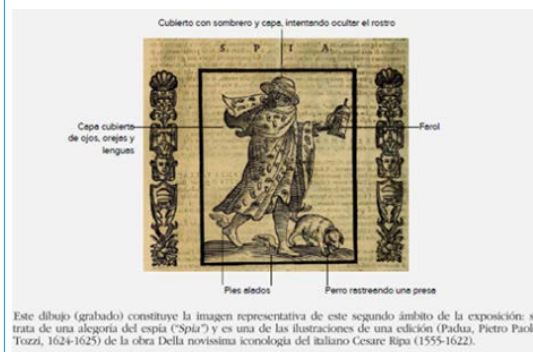 Cubierto con sombrero y capa, intentando ocultar el rostro
S. P. I A.
Capa cubierta
de ojos, orejas y
lenguas
Farol
Pies alados
Perro rastreando una presa
Este dibujo (grabado) constituye la imagen representativa de este segundo ámbito de la exposición: s
trata de una alegoría del espía ("Spia") y es una de las ilustraciones de una edición (Padua, Pietro Paol
Tozzi, 1624-1625) de la obra Della novissima iconologia del italiano Cesare Ripa (1555-1622).